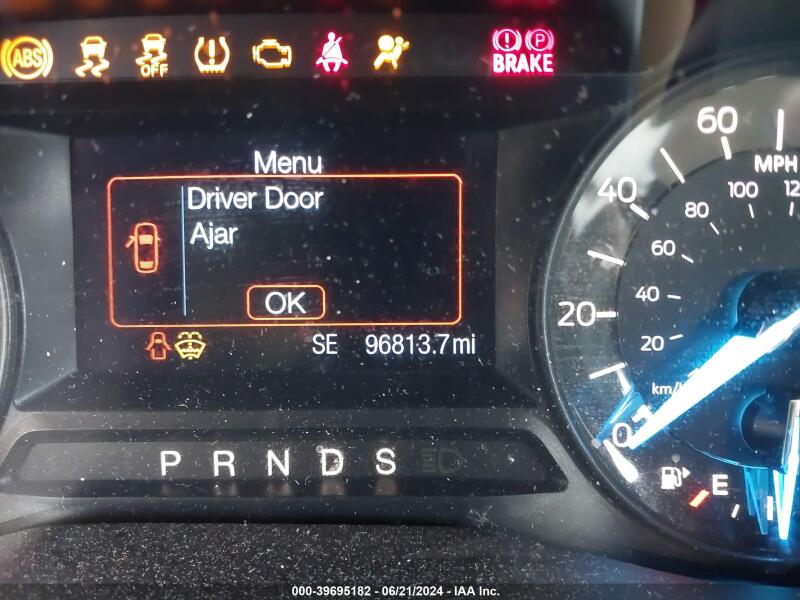 ABS OFF BRAKE
P
Menu
Driver Door
Ajar
OK
SE 96813.7mi
P R N D S
60
MPH
40
100
80
60
20
40
20
0
E
000-39695182 - 06/21/2024 - IAA Inc.